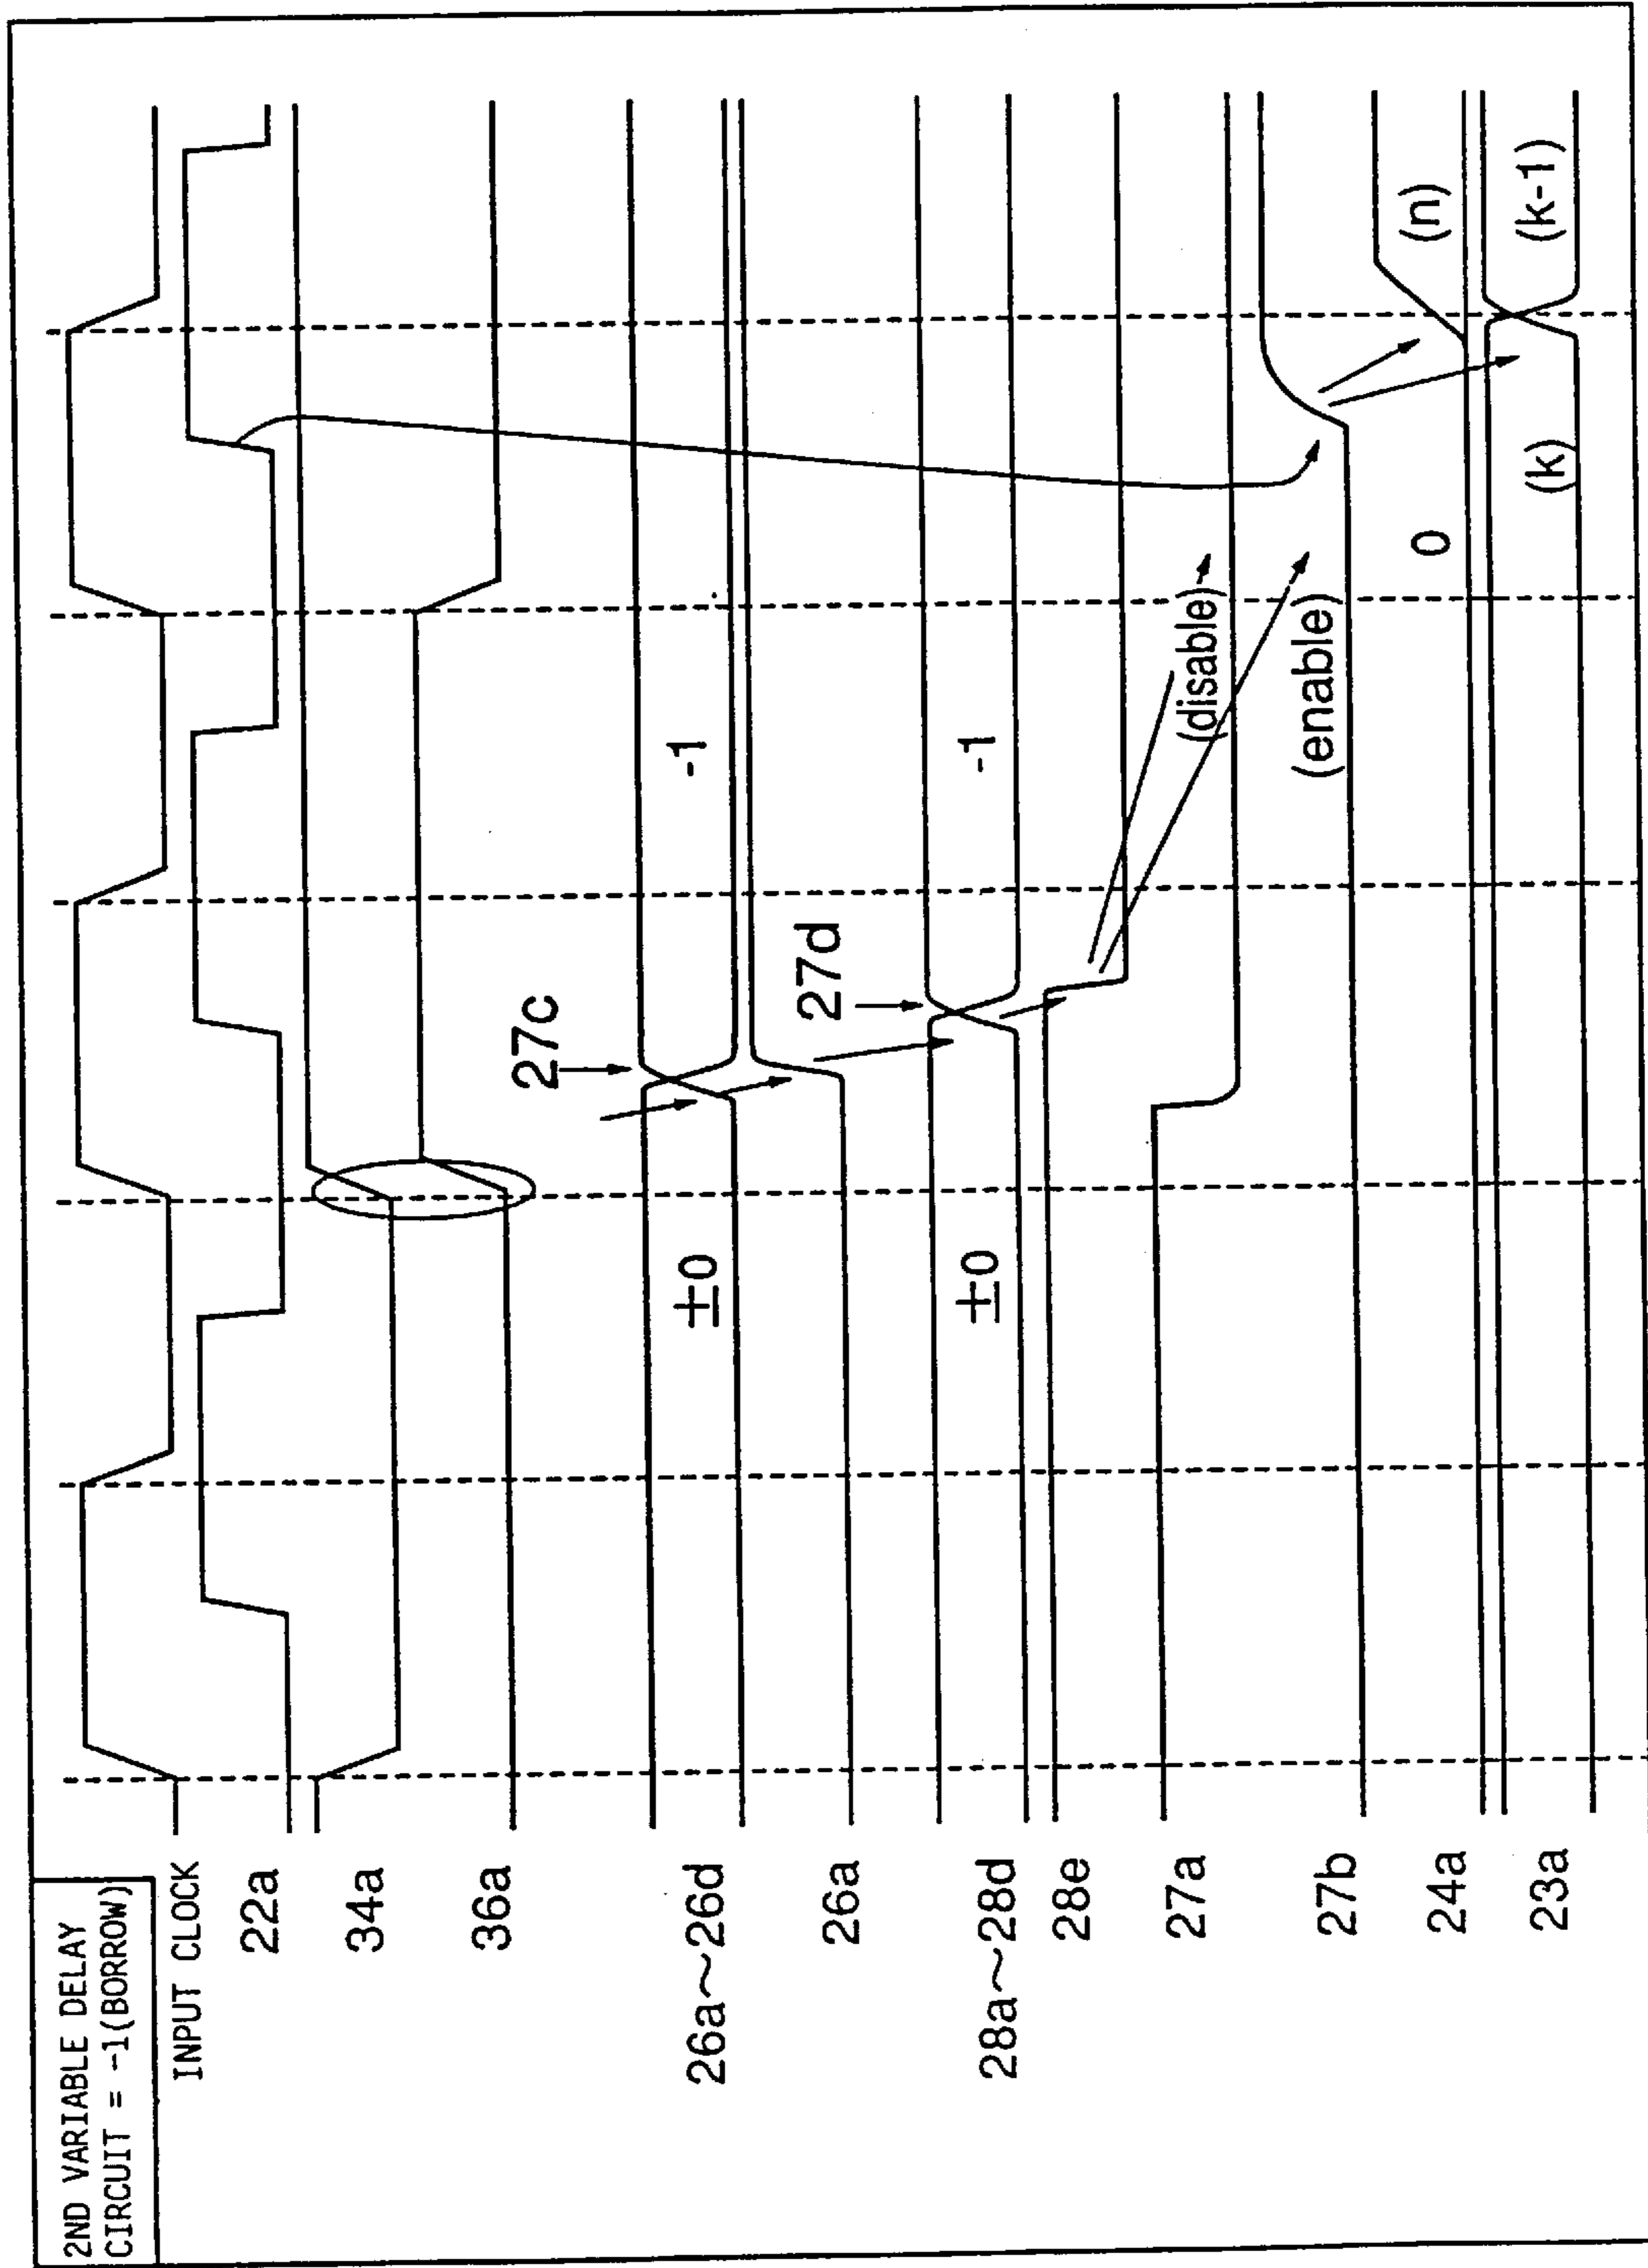 2ND VARIABLE DELAY
CIRCUIT = -1(BORROW)
INPUT CLOCK
22a
34a
36a
27c
26a~26d
±0
-1
26a
27d
28a~28d
±0
-1
28e
27a
(disable)
27b
(enable)
24a
0
(n)
23a
(k)
(k-1)